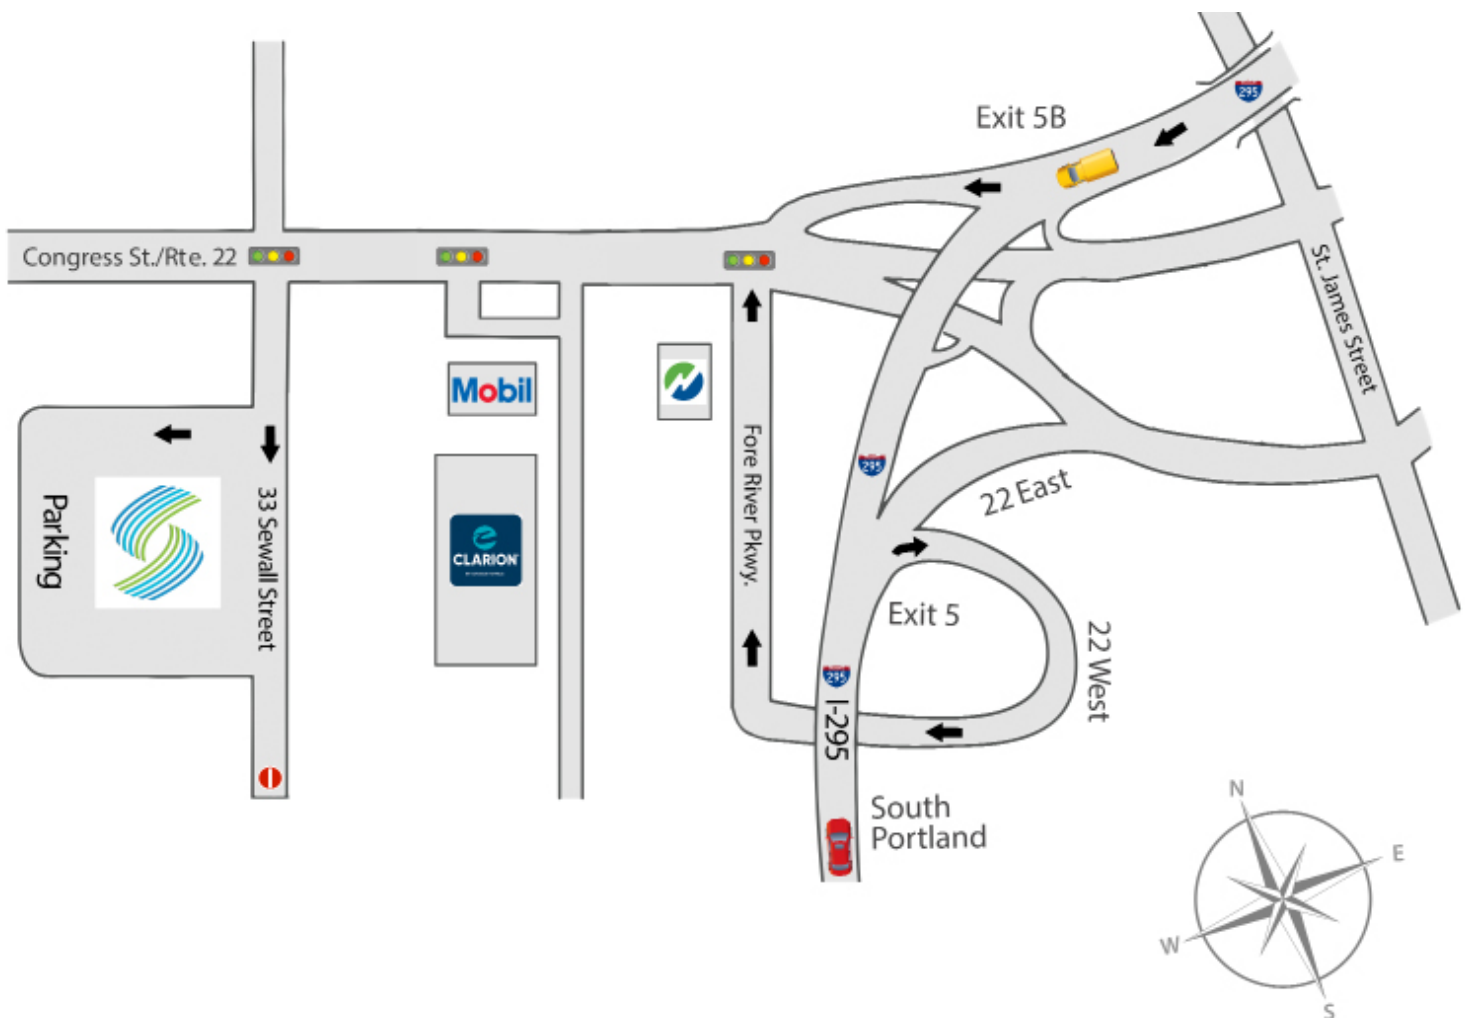 295
Exit 5B
Congress St./Rte. 22
St. James Street
Mobil
Fore River Pkwy.
295
22 East
Parking
33 Sewall Street
CLARION
Exit 5
22 West
295
I-295
South
Portland
N
E
W
S